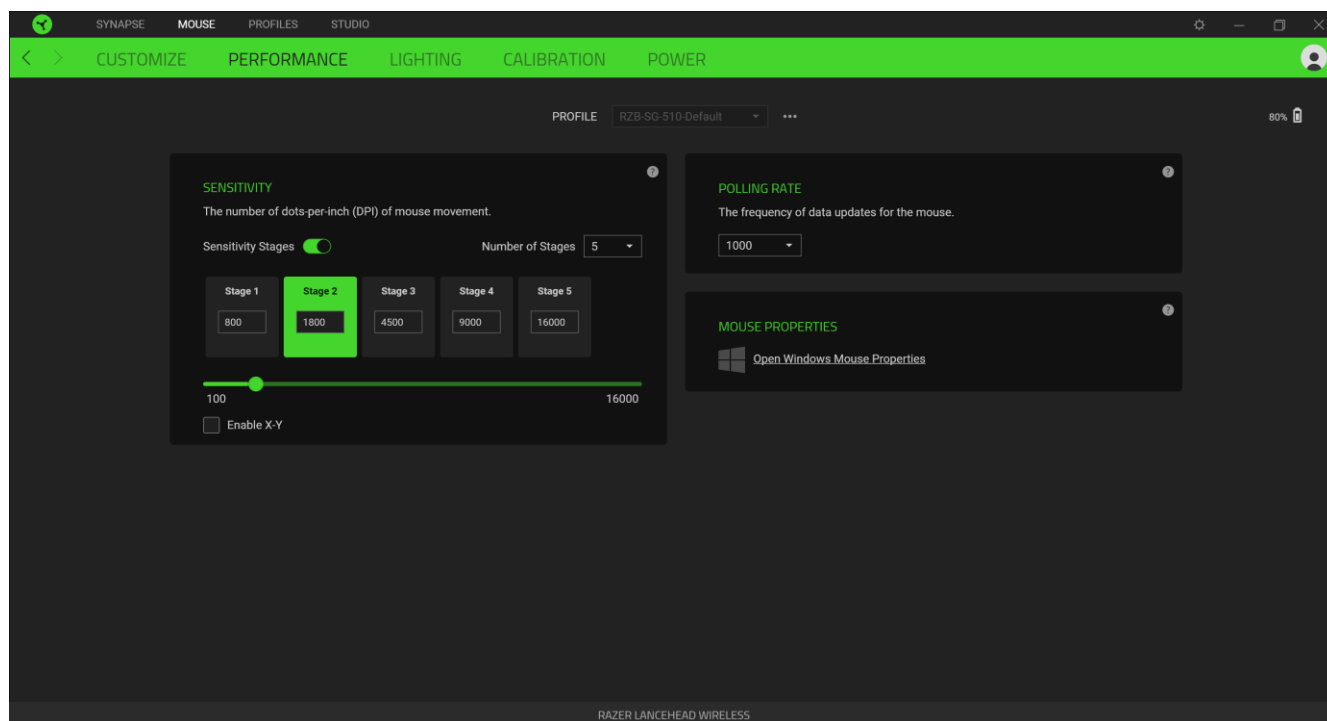 SYNAPSE MOUSE PROFILES STUDIO
CUSTOMIZE PERFORMANCE LIGHTING CALIBRATION POWER
PROFILE RZB-SG-510-Default
80%
SENSITIVITY
The number of dots-per-inch (DPI) of mouse movement.
Sensitivity Stages Number of Stages 5
Stage 1 Stage 2 Stage 3 Stage 4 Stage 5
800 1800 4500 9000 16000
100 16000
Enable X-Y
POLLING RATE
The frequency of data updates for the mouse.
1000
MOUSE PROPERTIES
Open Windows Mouse Properties
RAZER LANCEHEAD WIRELESS